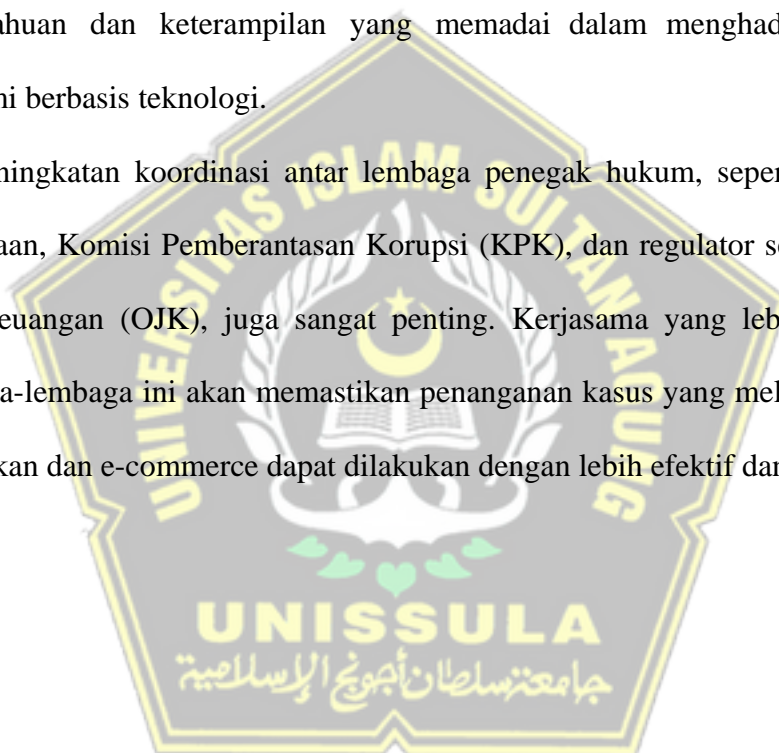 ahuan dan keterampilan yang memadai dalam menghad
ni berbasis teknologi.
ningkatan koordinasi antar lembaga penegak hukum, seper
aan, Komisi Pemberantasan Korupsi (KPK), dan regulator se
euangan (OJK), juga sangat penting. Kerjasama yang leb
a-lembaga ini akan memastikan penanganan kasus yang mel
kan dan e-commerce dapat dilakukan dengan lebih efektif dan
UNIVERSITAS ISLAM SULTAN AGUNG
UNISSULA
جامعتنسلطان أجونج الإسلامية